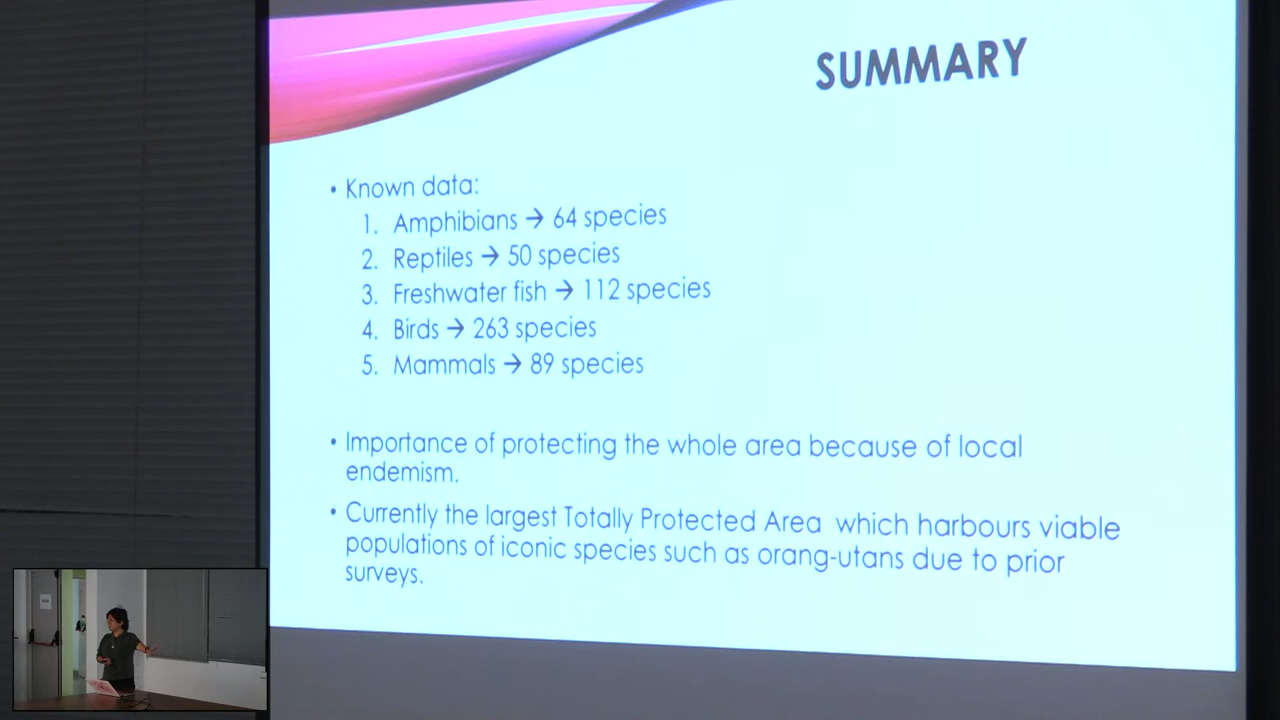 SUMMARY
• Known data:
1. Amphibians → 64 species
2. Reptiles → 50 species
3. Freshwater fish → 112 species
4. Birds → 263 species
5. Mammals → 89 species
• Importance of protecting the whole area because of local
endemism.
• Currently the largest Totally Protected Area which harbours viable
populations of iconic species such as orang-utans due to prior
surveys.